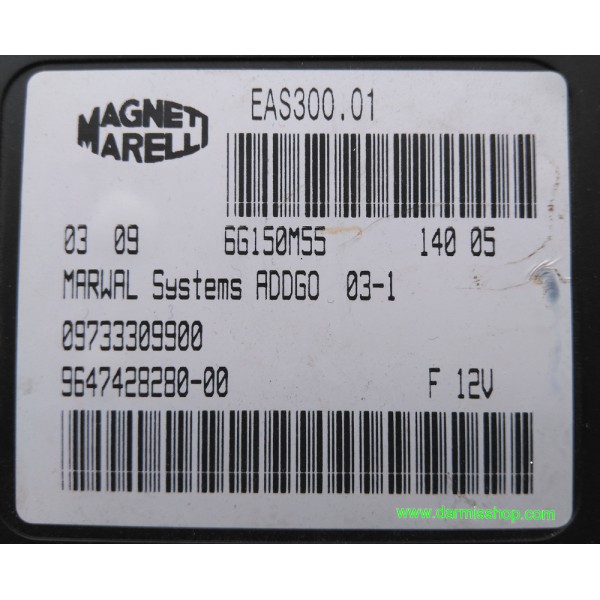 MAGNETI
MARELLI
EAS300.01
03 09 6G150M55 140 05
MARWAL Systems ADDGO 03-1
09733309900
9647428280-00 F 12V
www.darmiashop.com